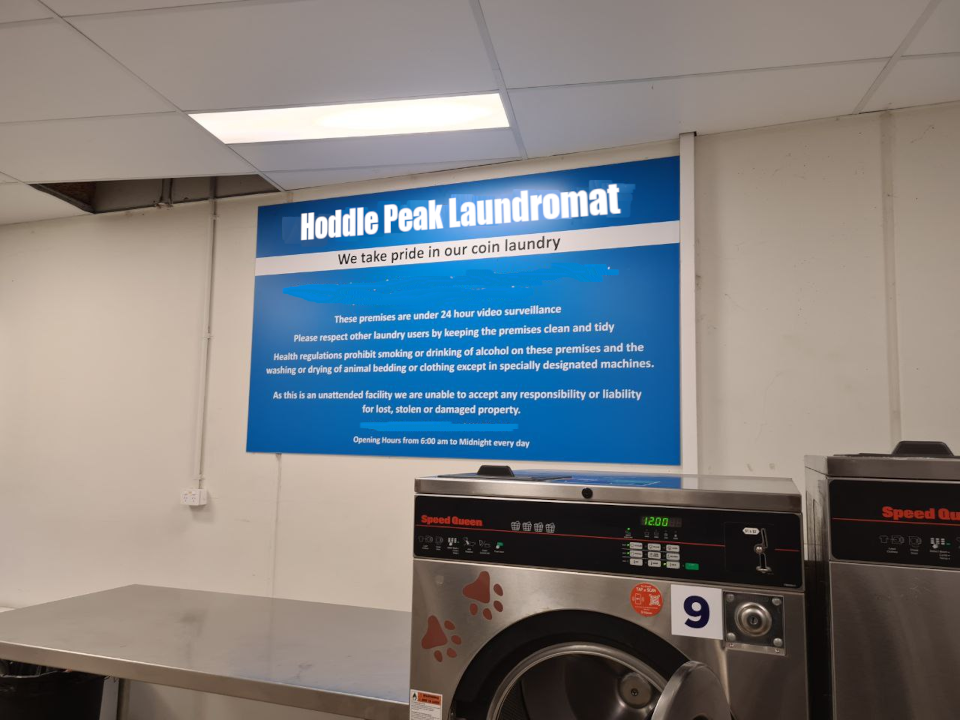 Hoddle Peak Laundromat
We take pride in our coin laundry
These premises are under 24 hour video surveillance
Please respect other laundry users by keeping the premises clean and tidy
Health regulations prohibit smoking or drinking of alcohol on these premises and the
washing or drying of animal bedding or clothing except in specially designated machines.
As this is an unattended facility we are unable to accept any responsibility or liability
for lost, stolen or damaged property.
Opening Hours from 6:00 am to Midnight every day
Speed Queen
12.00
Speed Qu
9